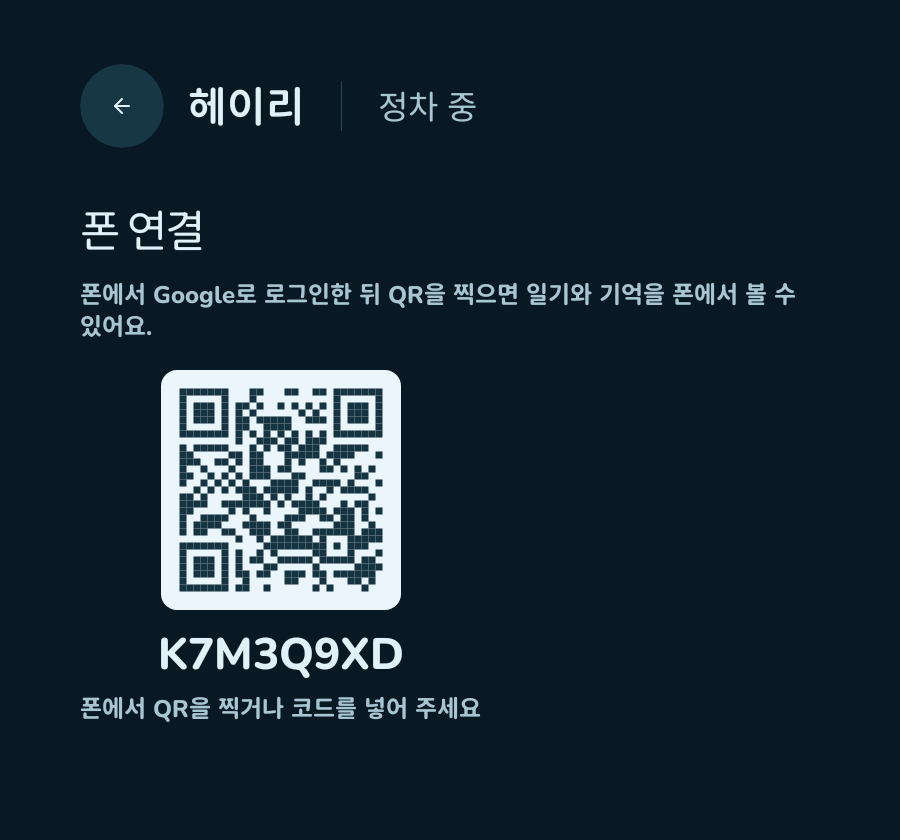 헤이리
정차 중
폰 연결
폰에서 Google로 로그인한 뒤 QR을 찍으면 일기와 기억을 폰에서 볼 수
있어요.
K7M3Q9XD
폰에서 QR을 찍거나 코드를 넣어 주세요